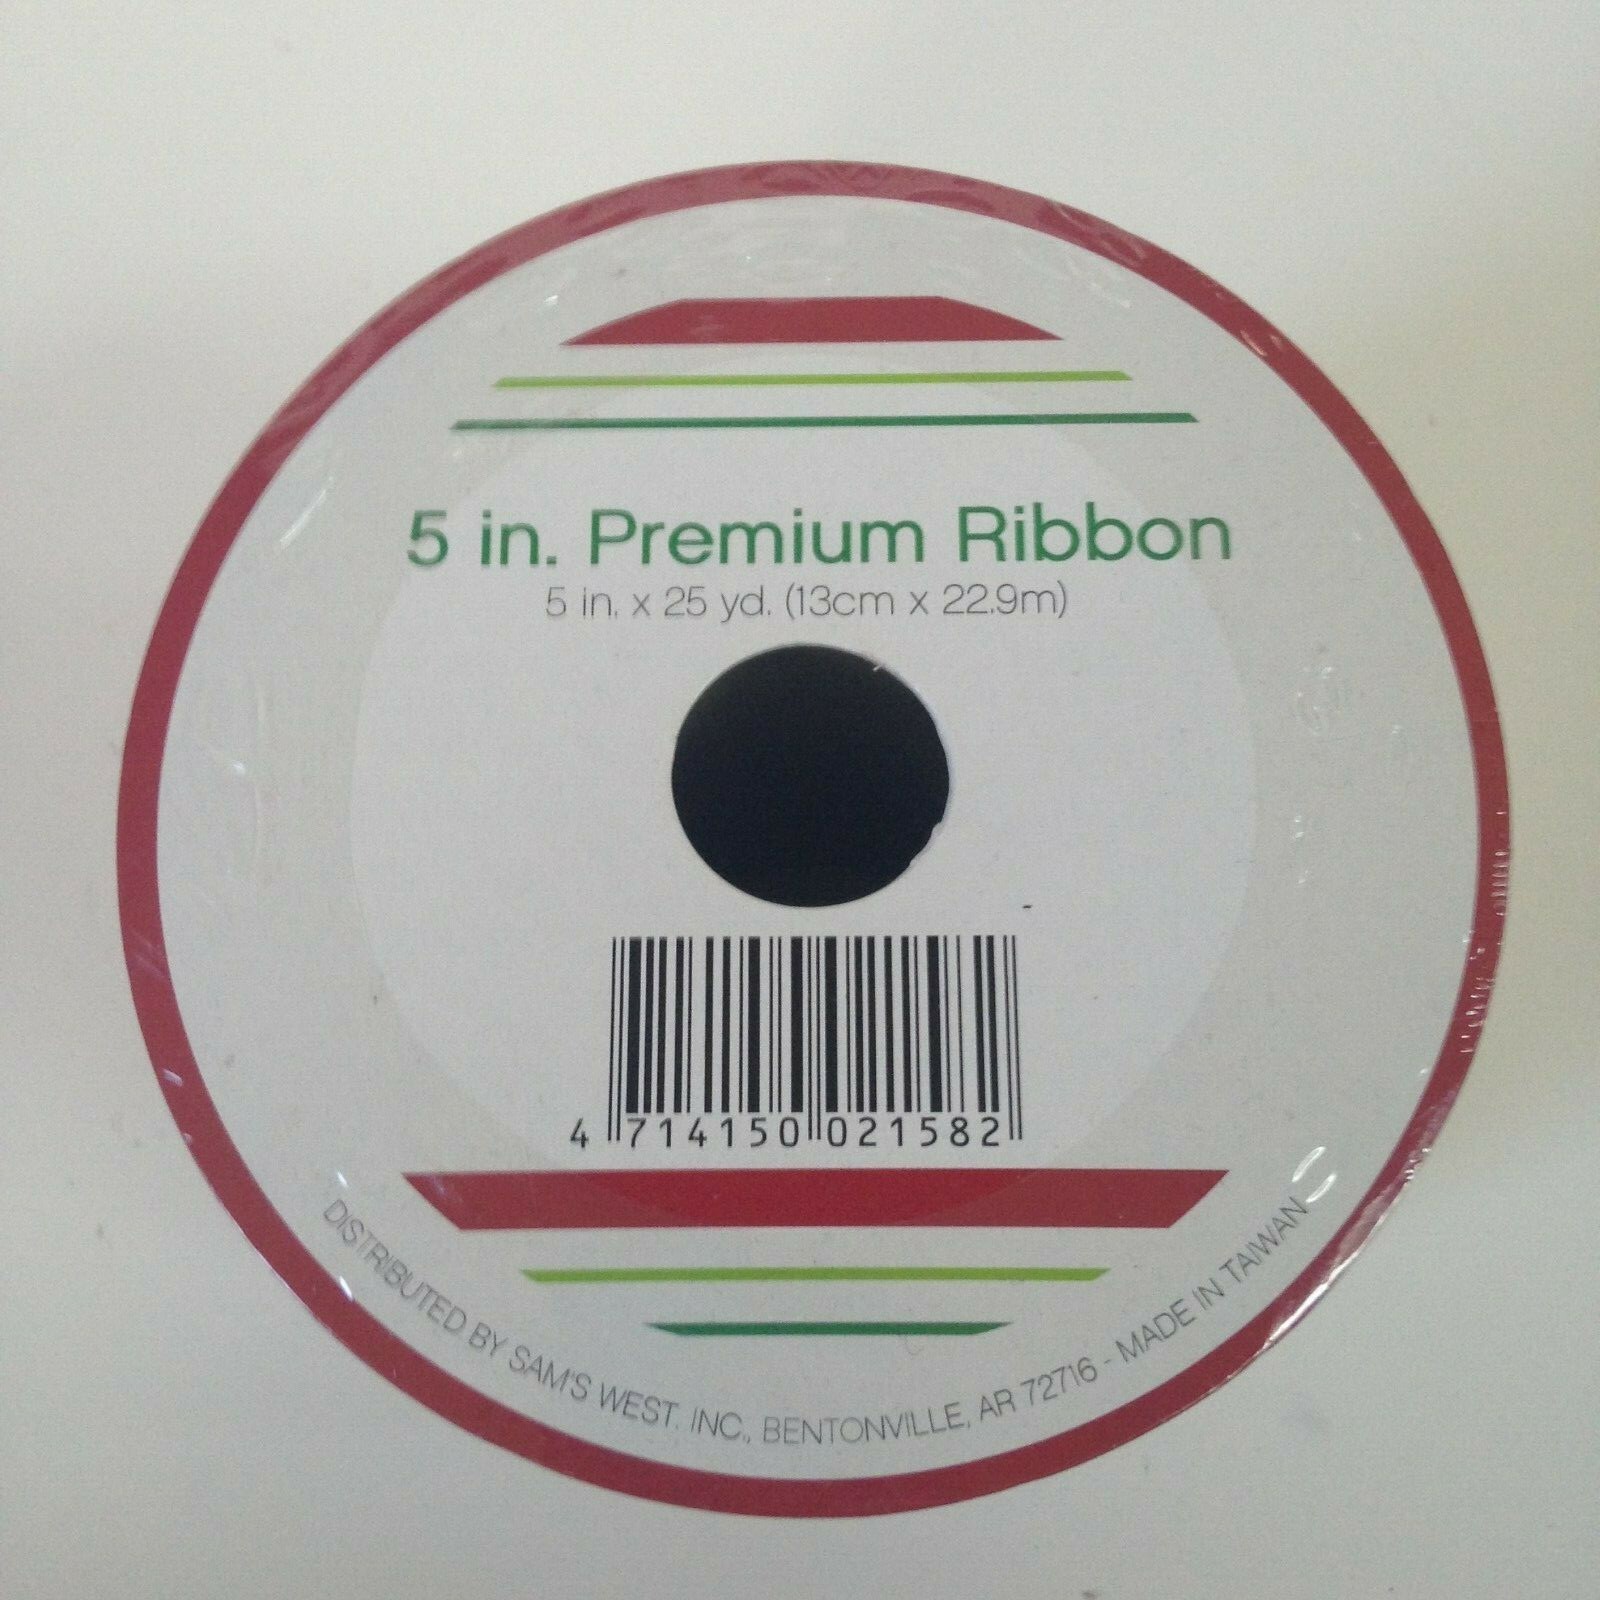 5 in. Premium Ribbon
5 in. x 25 yd. (13cm x 22.9m)
4 714150 021582
DISTRIBUTED BY SAM'S WEST, INC., BENTONVILLE, AR 72716 - MADE IN TAIWAN